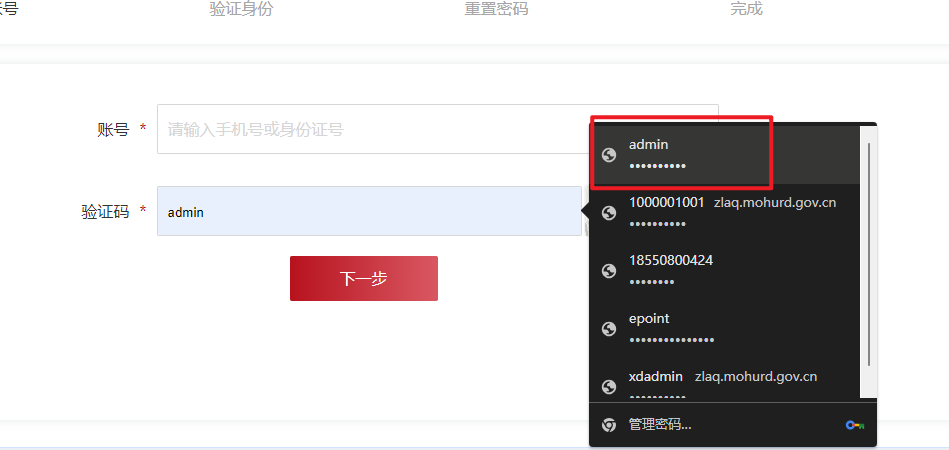 账号
验证身份
重置密码
完成
账号 *
请输入手机号或身份证号
验证码 *
admin
下一步
admin
••••••••••
1000001001 zlaq.mohurd.gov.cn
••••••••••
18550800424
••••••••
epoint
•••••••••••••••
xdadmin zlaq.mohurd.gov.cn
••••••••••
管理密码...